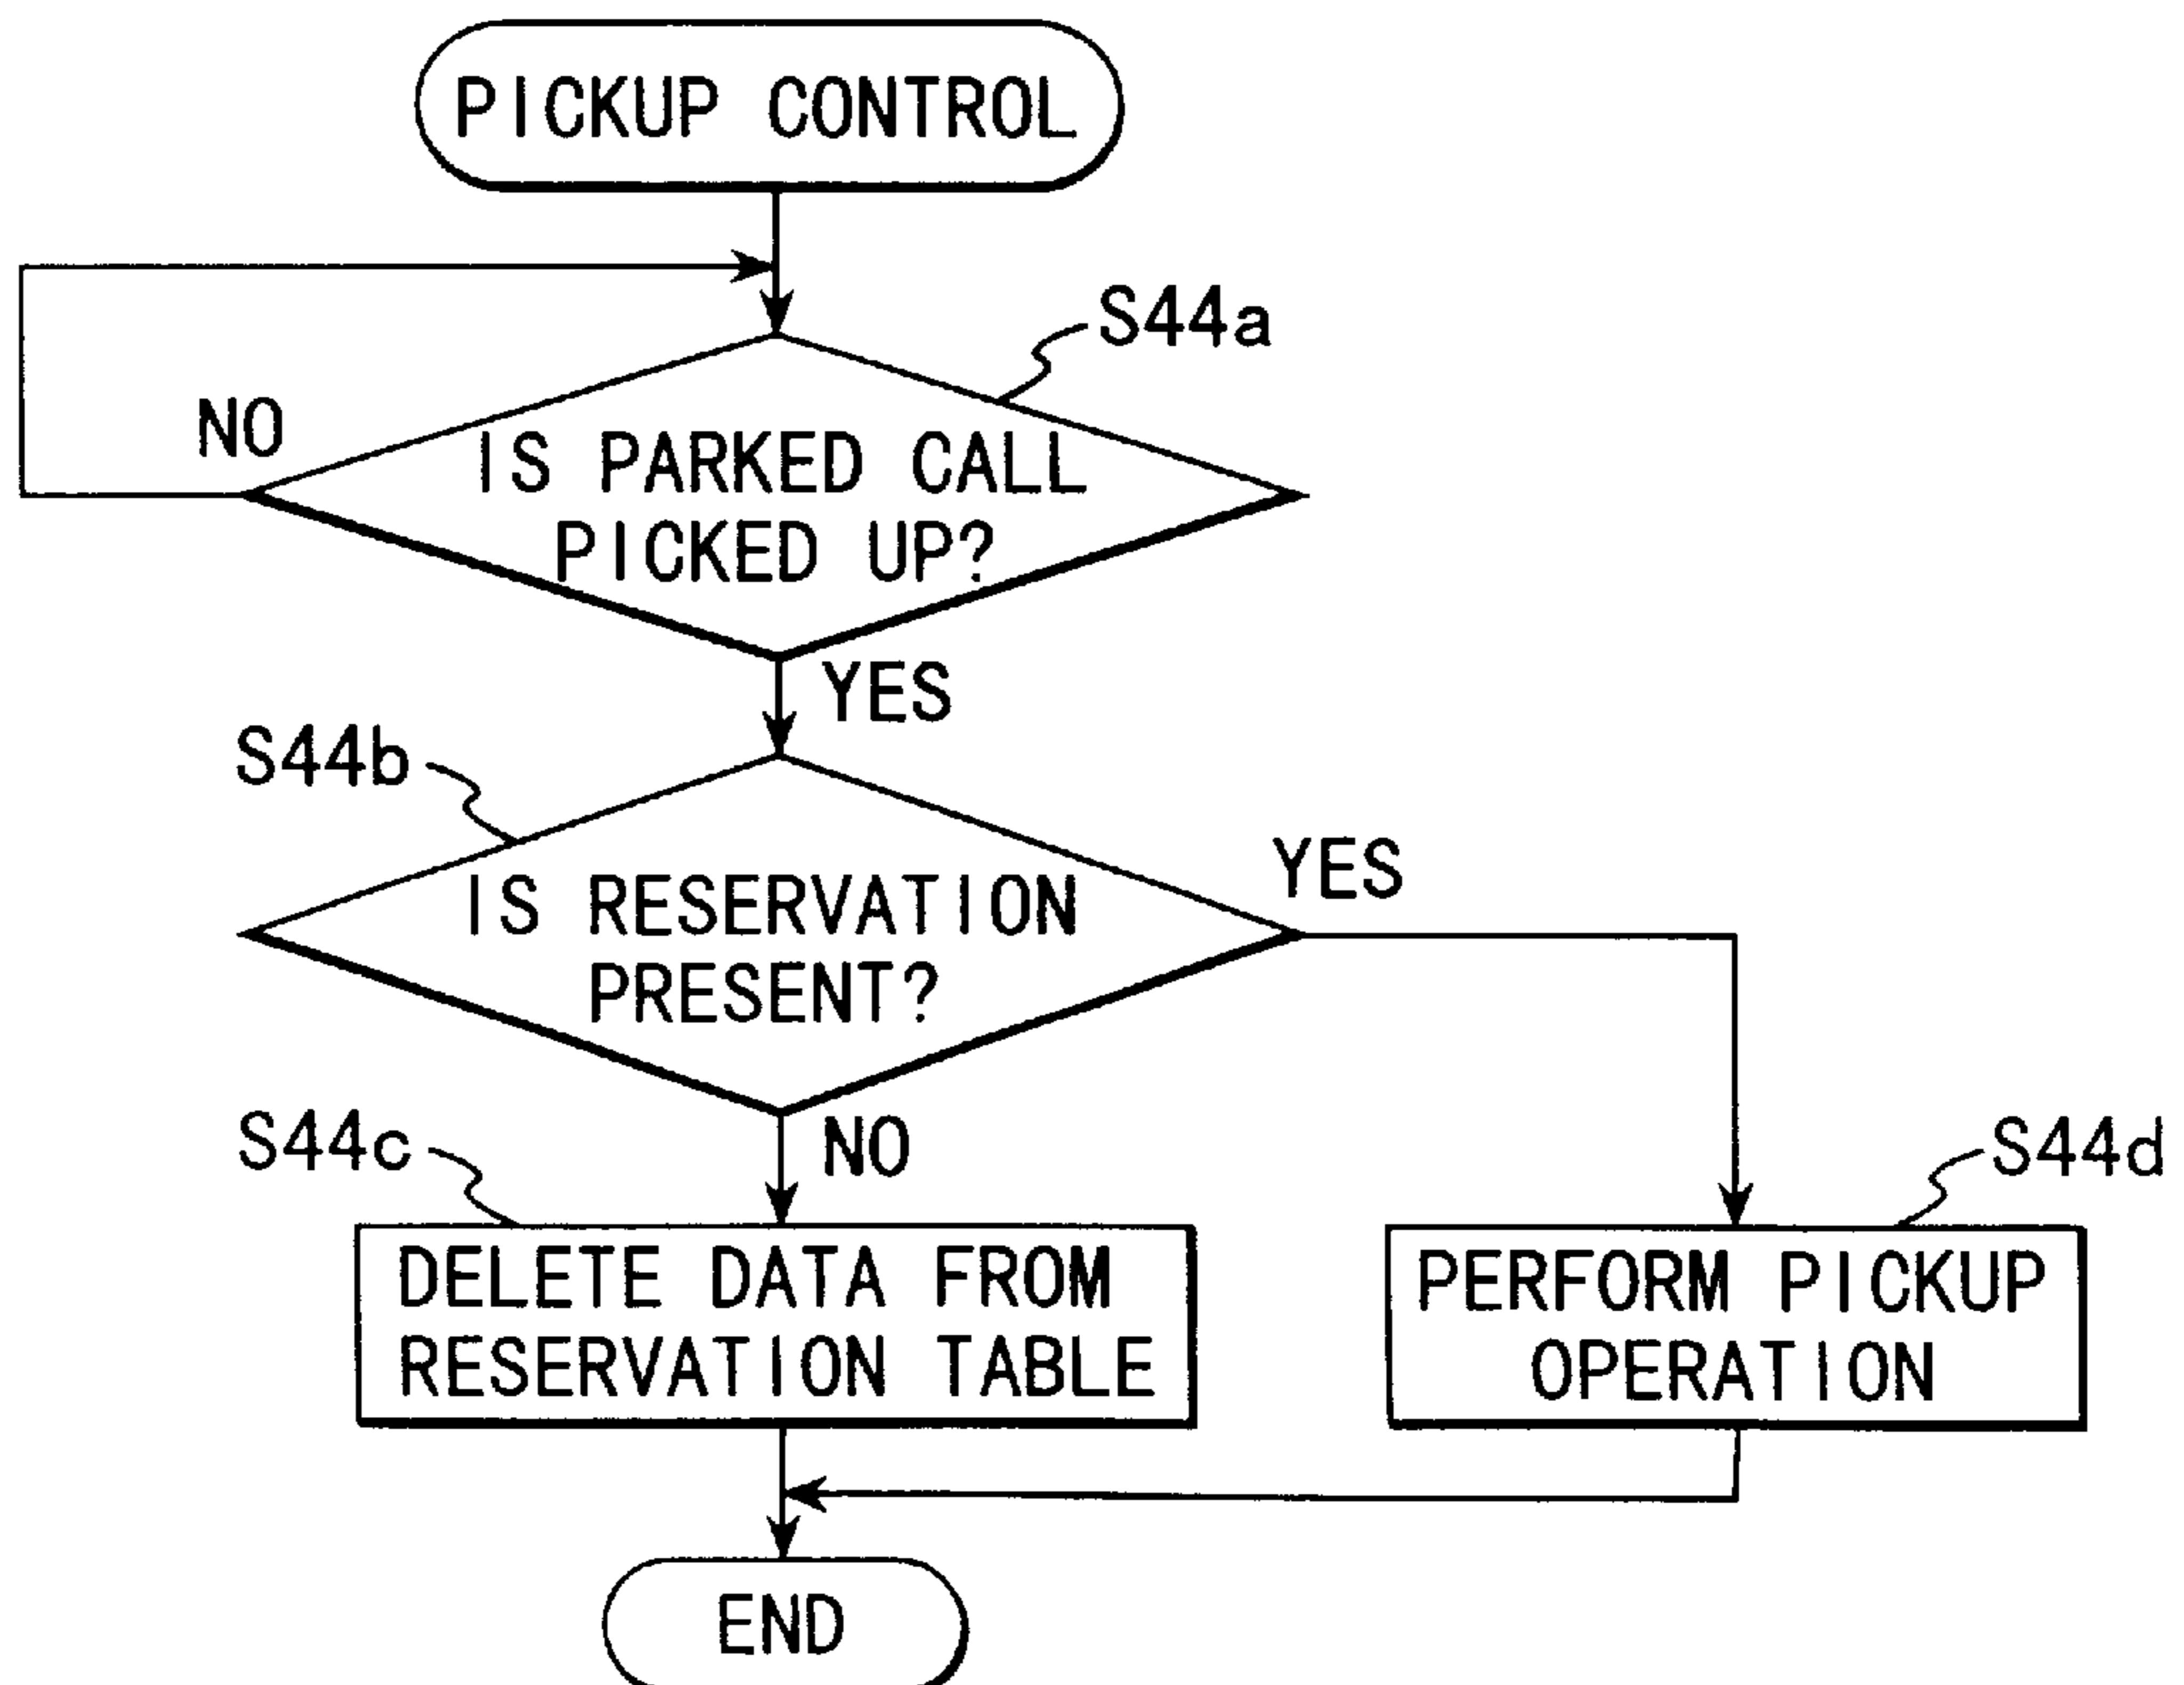 PICKUP CONTROL
S44a
NO
IS PARKED CALL
PICKED UP?
YES
S44b
YES
IS RESERVATION
PRESENT?
S44c
NO
S44d
DELETE DATA FROM
RESERVATION TABLE
PERFORM PICKUP
OPERATION
END